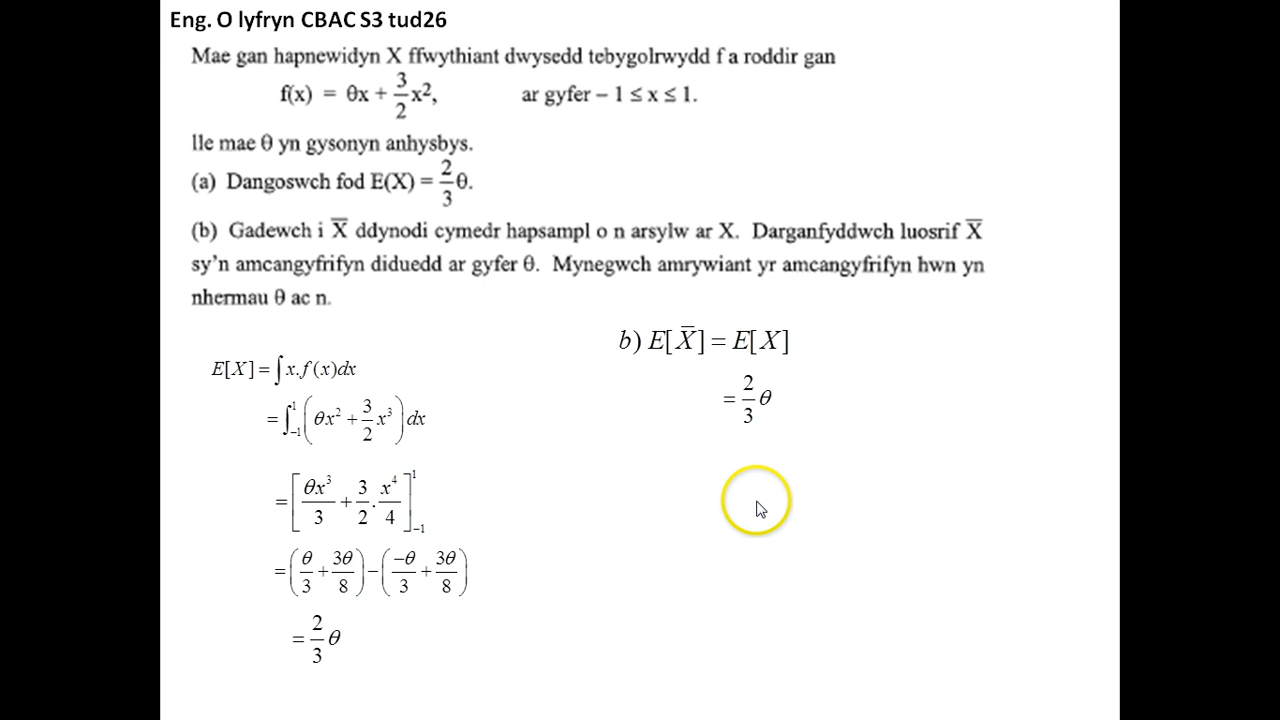 Eng. O lyfryn CBAC S3 tud26
Mae gan hapnewidyn X ffwythiant dwysedd tebygolrwydd f a roddir gan
f(x) = θx + 3/2 x², ar gyfer – 1 ≤ x ≤ 1.
lle mae θ yn gysonyn anhysbys.
(a) Dangoswch fod E(X) = 2/3 θ.
(b) Gadewch i X̅ ddynodi cymedr hapsampl o n arsylw ar X. Darganfyddwch luosrif X̅
sy'n amcangyfrifyn diduedd ar gyfer θ. Mynegwch amrywiant yr amcangyfrifyn hwn yn
nhermau θ ac n.
E[X] = ∫ x.f(x)dx
= ∫₋₁¹ (θx² + 3/2 x³) dx
= [θx³/3 + 3/2 . x⁴/4]₋₁¹
= (θ/3 + 3θ/8) – (–θ/3 + 3θ/8)
= 2/3 θ
b) E[X̅] = E[X]
= 2/3 θ